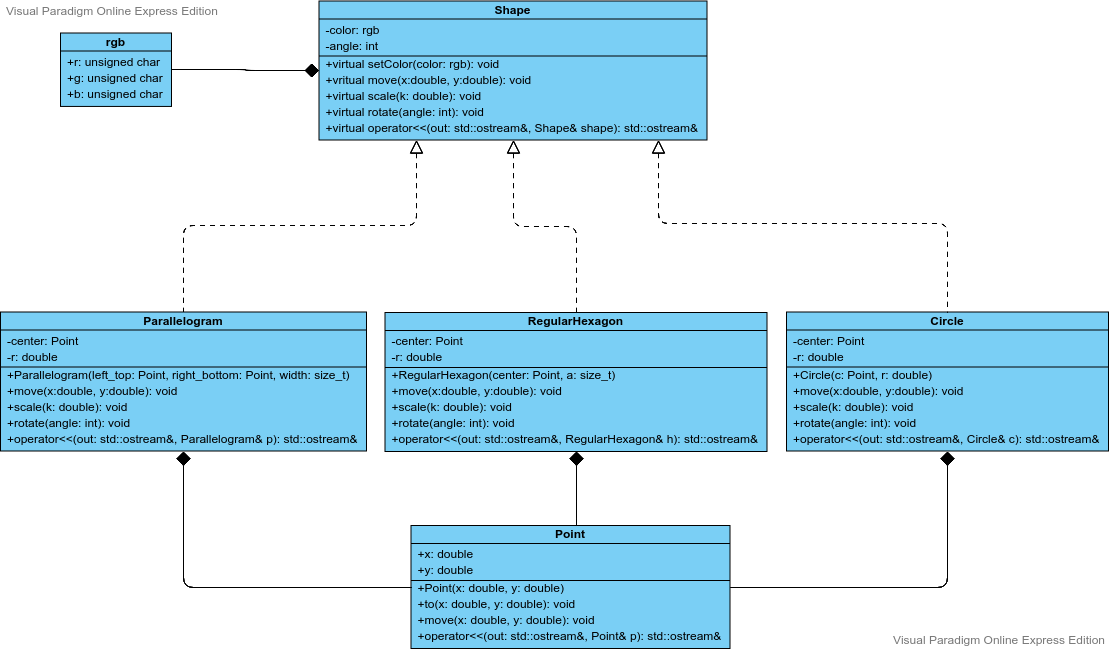 Visual Paradigm Online Express Edition
rgb
+r: unsigned char
+g: unsigned char
+b: unsigned char
Shape
-color: rgb
-angle: int
+virtual setColor(color: rgb): void
+vritual move(x:double, y:double): void
+virtual scale(k: double): void
+virtual rotate(angle: int): void
+virtual operator<<(out: std::ostream&, Shape& shape): std::ostream&
Parallelogram
-center: Point
-r: double
+Parallelogram(left_top: Point, right_bottom: Point, width: size_t)
+move(x:double, y:double): void
+scale(k: double): void
+rotate(angle: int): void
+operator<<(out: std::ostream&, Parallelogram& p): std::ostream&
RegularHexagon
-center: Point
-r: double
+RegularHexagon(center: Point, a: size_t)
+move(x:double, y:double): void
+scale(k: double): void
+rotate(angle: int): void
+operator<<(out: std::ostream&, RegularHexagon& h): std::ostream&
Circle
-center: Point
-r: double
+Circle(c: Point, r: double)
+move(x:double, y:double): void
+scale(k: double): void
+rotate(angle: int): void
+operator<<(out: std::ostream&, Circle& c): std::ostream&
Point
+x: double
+y: double
+Point(x: double, y: double)
+to(x: double, y: double): void
+move(x: double, y: double): void
+operator<<(out: std::ostream&, Point& p): std::ostream&
Visual Paradigm Online Express Edition